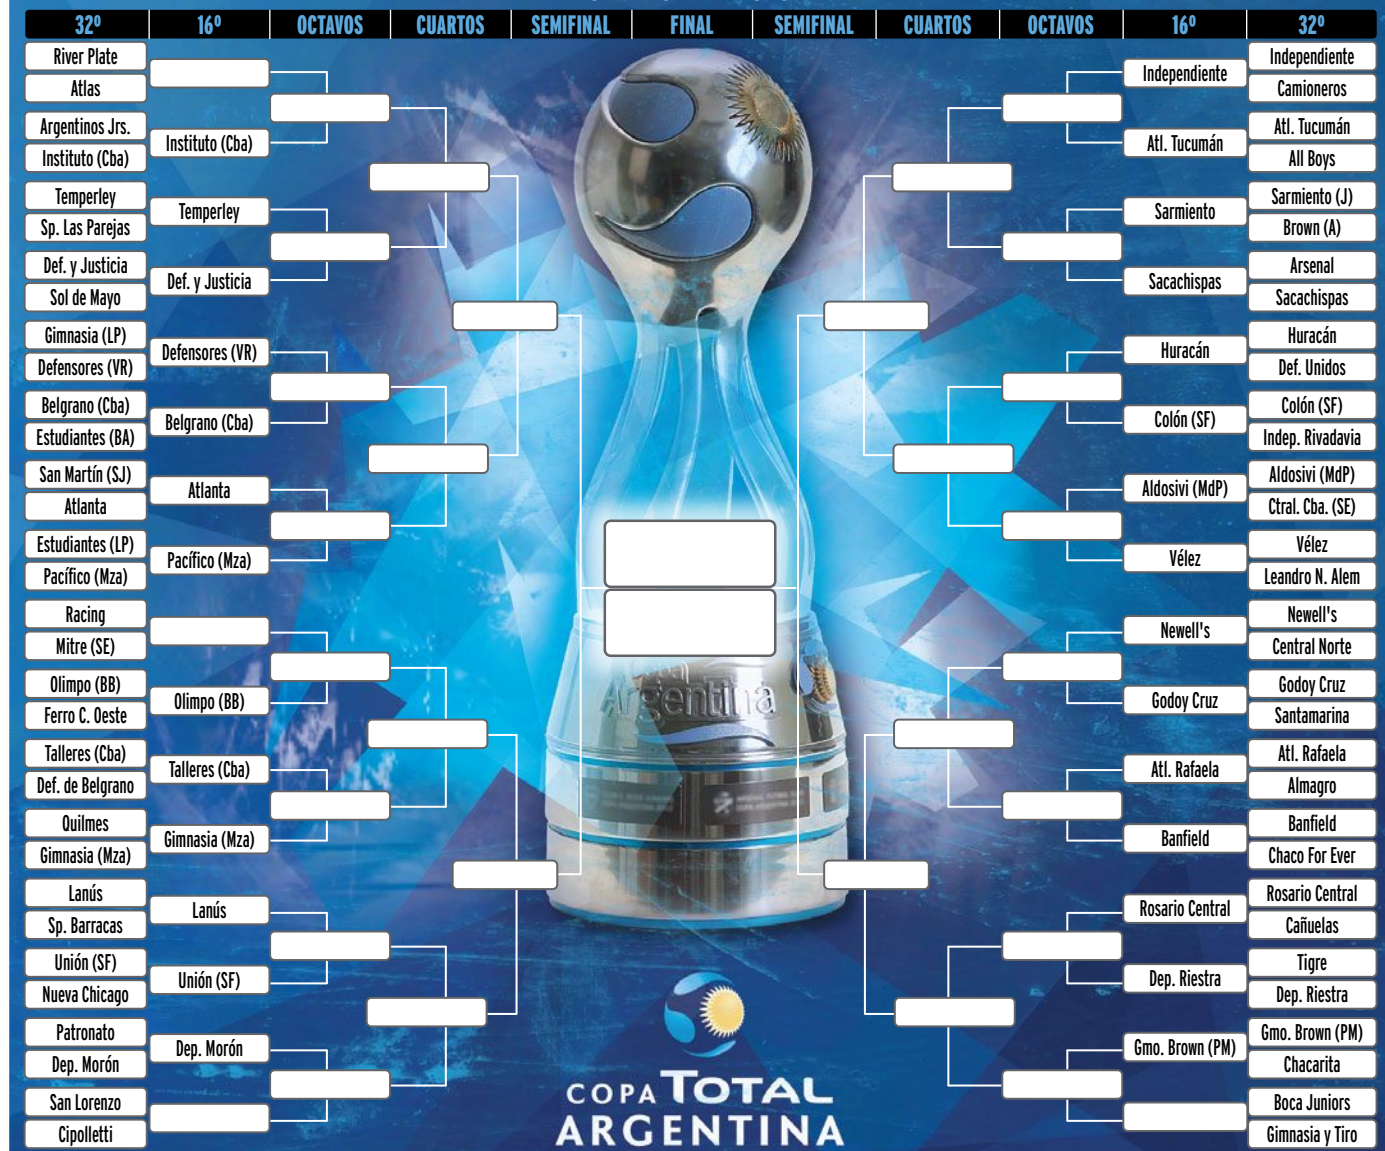 32º 16º OCTAVOS CUARTOS SEMIFINAL FINAL SEMIFINAL CUARTOS OCTAVOS 16º 32º
River Plate
Atlas
Argentinos Jrs.
Instituto (Cba)
Instituto (Cba)
Temperley
Sp. Las Parejas
Temperley
Def. y Justicia
Sol de Mayo
Def. y Justicia
Gimnasia (LP)
Defensores (VR)
Defensores (VR)
Belgrano (Cba)
Estudiantes (BA)
Belgrano (Cba)
San Martín (SJ)
Atlanta
Atlanta
Estudiantes (LP)
Pacífico (Mza)
Pacífico (Mza)
Racing
Mitre (SE)
Olimpo (BB)
Ferro C. Oeste
Olimpo (BB)
Talleres (Cba)
Def. de Belgrano
Talleres (Cba)
Quilmes
Gimnasia (Mza)
Gimnasia (Mza)
Lanús
Sp. Barracas
Lanús
Unión (SF)
Nueva Chicago
Unión (SF)
Patronato
Dep. Morón
Dep. Morón
San Lorenzo
Cipolletti
Independiente
Independiente
Camioneros
Atl. Tucumán
Atl. Tucumán
All Boys
Sarmiento
Sarmiento (J)
Brown (A)
Sacachispas
Arsenal
Sacachispas
Huracán
Huracán
Def. Unidos
Colón (SF)
Colón (SF)
Indep. Rivadavia
Aldosivi (MdP)
Aldosivi (MdP)
Ctral. Cba. (SE)
Vélez
Vélez
Leandro N. Alem
Newell's
Newell's
Central Norte
Godoy Cruz
Godoy Cruz
Santamarina
Atl. Rafaela
Atl. Rafaela
Almagro
Banfield
Banfield
Chaco For Ever
Rosario Central
Rosario Central
Cañuelas
Dep. Riestra
Tigre
Dep. Riestra
Gmo. Brown (PM)
Gmo. Brown (PM)
Chacarita
Boca Juniors
Gimnasia y Tiro
Argentina
COPA TOTAL
ARGENTINA